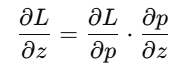 ∂L/∂z = ∂L/∂p · ∂p/∂z